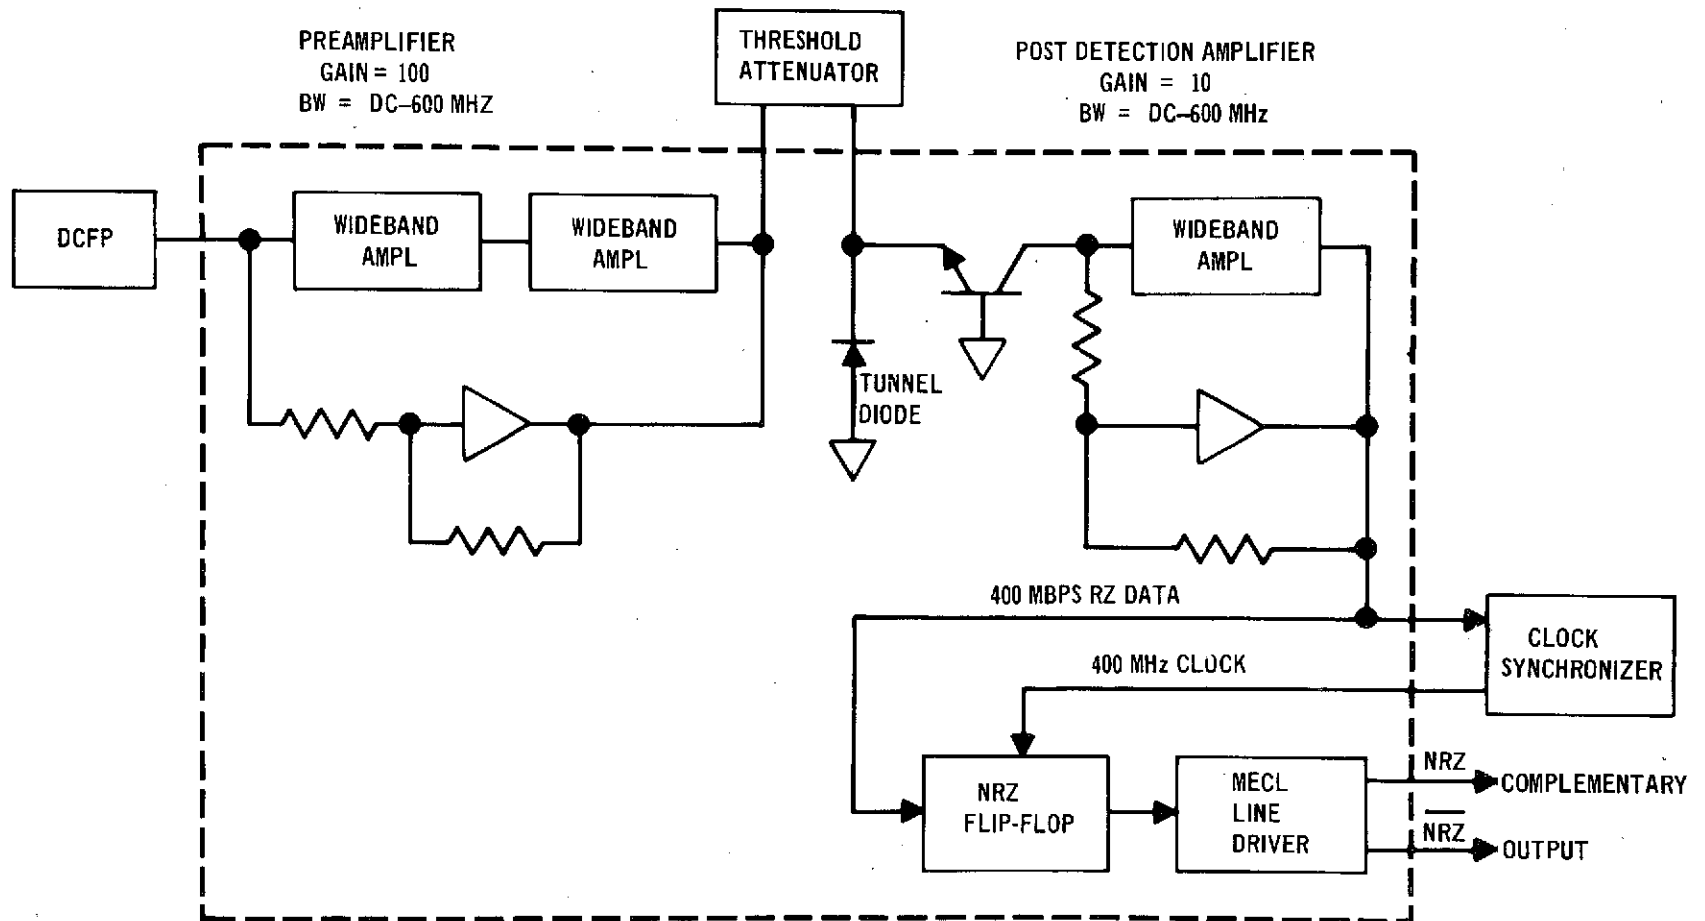 PREAMPLIFIER
GAIN = 100
BW = DC–600 MHZ
THRESHOLD
ATTENUATOR
POST DETECTION AMPLIFIER
GAIN = 10
BW = DC–600 MHz
DCFP
WIDEBAND
AMPL
WIDEBAND
AMPL
WIDEBAND
AMPL
TUNNEL
DIODE
400 MBPS RZ DATA
CLOCK
SYNCHRONIZER
400 MHz CLOCK
NRZ
FLIP-FLOP
MECL
LINE
DRIVER
NRZ
COMPLEMENTARY
N̅R̅Z̅
OUTPUT